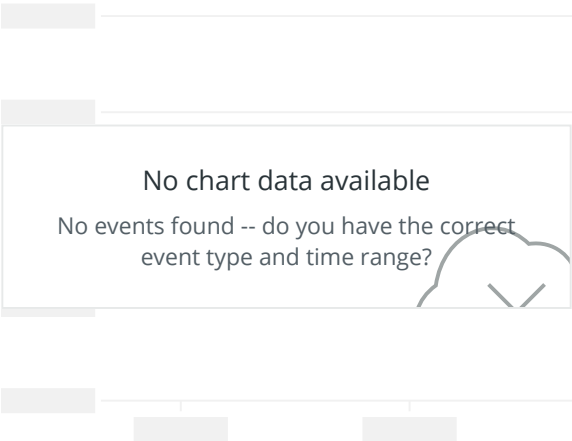 No chart data available
No events found -- do you have the correct
event type and time range?